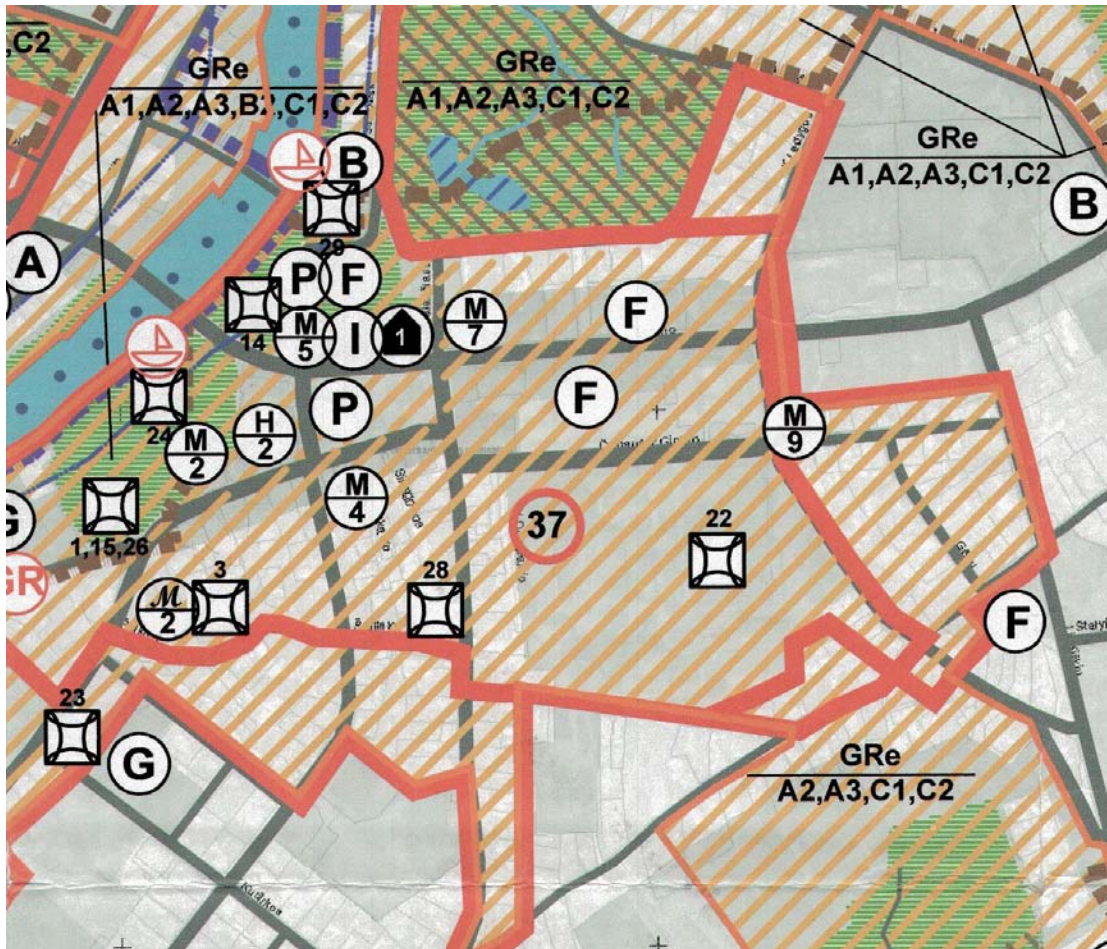 ,C2
GRe
A1,A2,A3,B2,C1,C2
GRe
A1,A2,A3,C1,C2
GRe
A1,A2,A3,C1,C2
B
B
29
A
P
F
14
M
5
I
1
M
7
F
24
M
2
H
2
P
F
M
9
M
4
1,15,26
G
GR
37
22
M
2
3
28
F
23
G
GRe
A2,A3,C1,C2